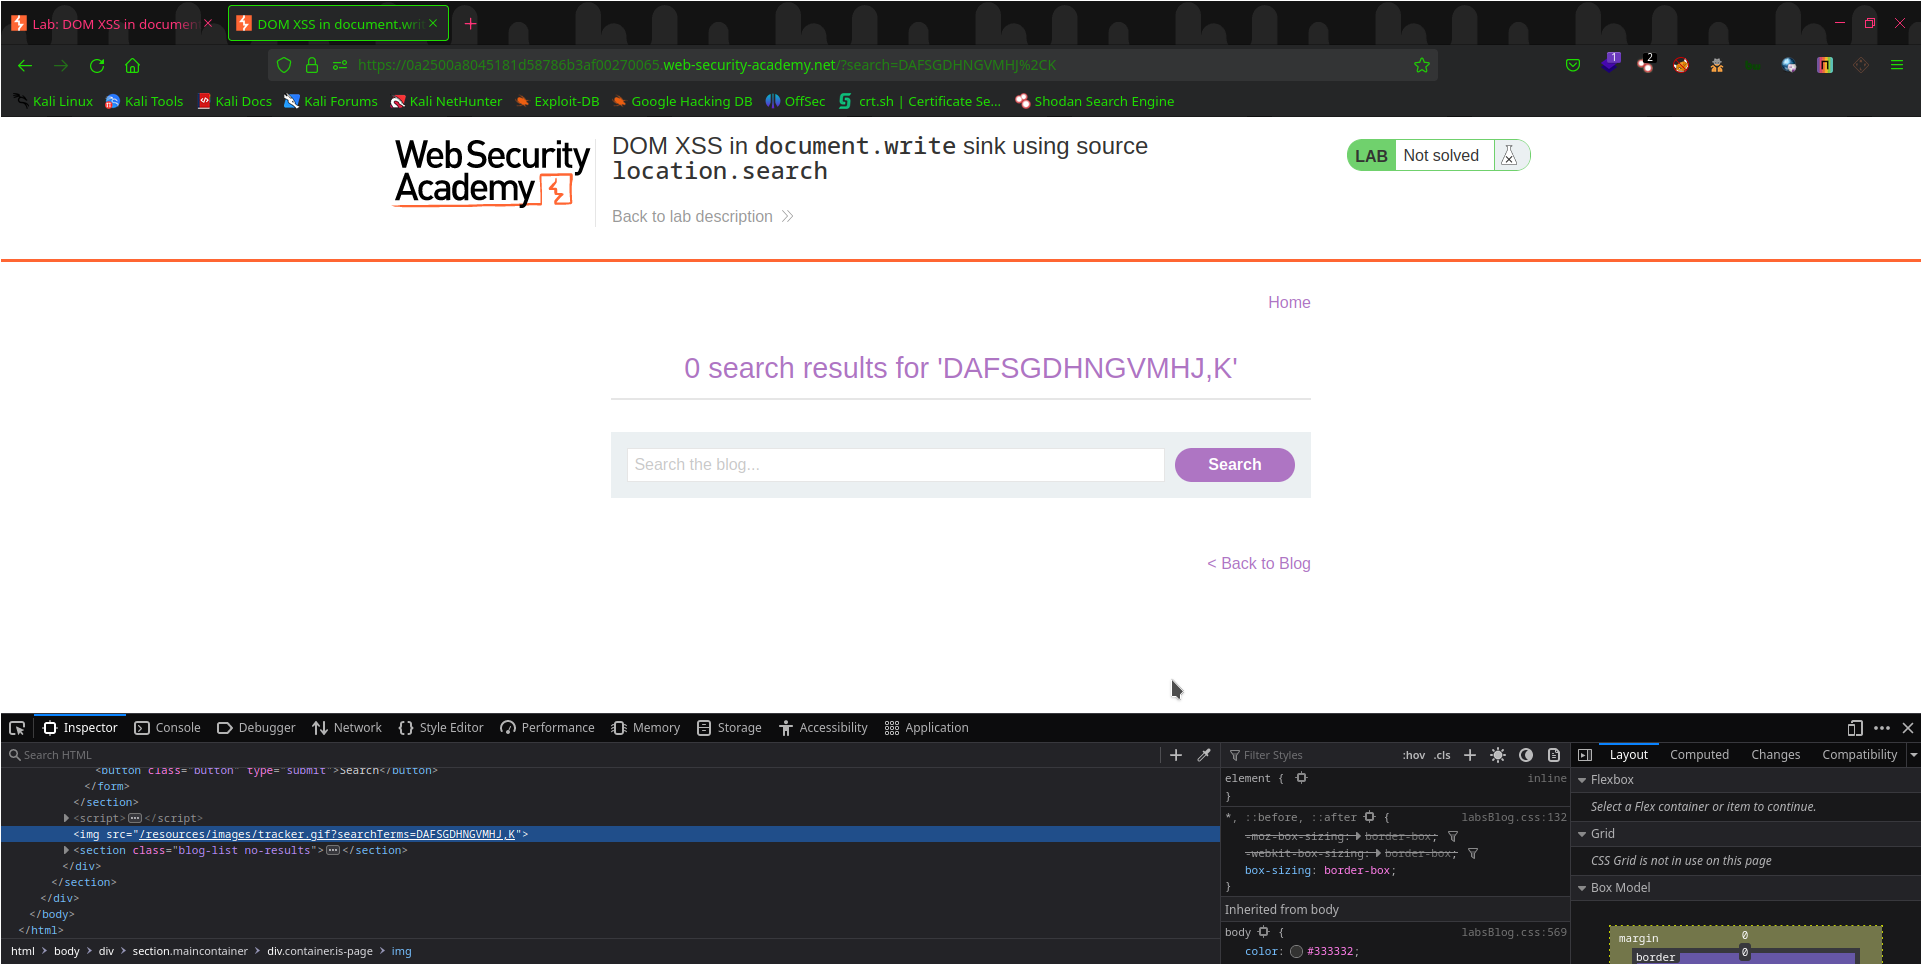 Lab: DOM XSS in documen
DOM XSS in document.wri
https://0a2500a8045181d58786b3af00270065.web-security-academy.net/?search=DAFSGDHNGVMHJ%2CK
1
2
Kali Linux
Kali Tools
Kali Docs
Kali Forums
Kali NetHunter
Exploit-DB
Google Hacking DB
OffSec
crt.sh | Certificate Se...
Shodan Search Engine
Web Security
Academy
DOM XSS in document.write sink using source
location.search
Back to lab description
LAB
Not solved
Home
0 search results for 'DAFSGDHNGVMHJ,K'
Search the blog...
Search
< Back to Blog
Inspector
Console
Debugger
Network
Style Editor
Performance
Memory
Storage
Accessibility
Application
Search HTML
<button class="button" type="submit">Search</button>
</form>
</section>
<script></script>
<img src="/resources/images/tracker.gif?searchTerms=DAFSGDHNGVMHJ,K">
<section class="blog-list no-results"></section>
</div>
</section>
</div>
</body>
</html>
html > body > div > section.maincontainer > div.container.is-page > img
Filter Styles
:hov .cls
element {
inline
}
*, ::before, ::after {
labsBlog.css:132
-moz-box-sizing: border-box;
-webkit-box-sizing: border-box;
box-sizing: border-box;
}
Inherited from body
body {
labsBlog.css:569
color: #333332;
Layout
Computed
Changes
Compatibility
Flexbox
Select a Flex container or item to continue.
Grid
CSS Grid is not in use on this page
Box Model
margin
0
border
0